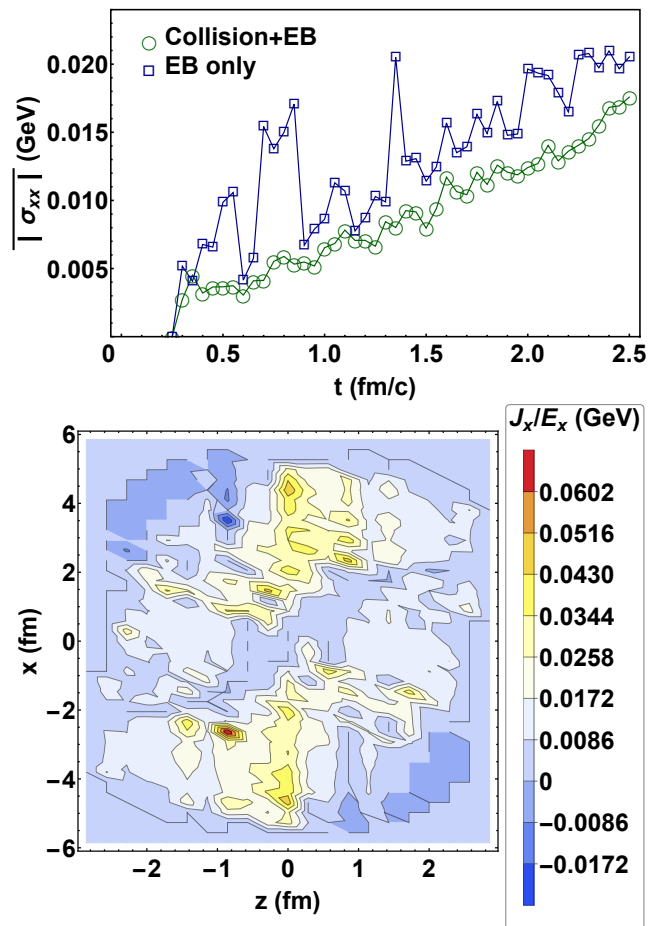 Collision+EB
EB only
| σxx | (GeV)
0.020
0.015
0.010
0.005
0 0.5 1.0 1.5 2.0 2.5
t (fm/c)
Jx/Ex (GeV)
0.0602
0.0516
0.0430
0.0344
0.0258
0.0172
0.0086
0
−0.0086
−0.0172
x (fm)
6
4
2
0
−2
−4
−6
−2 −1 0 1 2
z (fm)